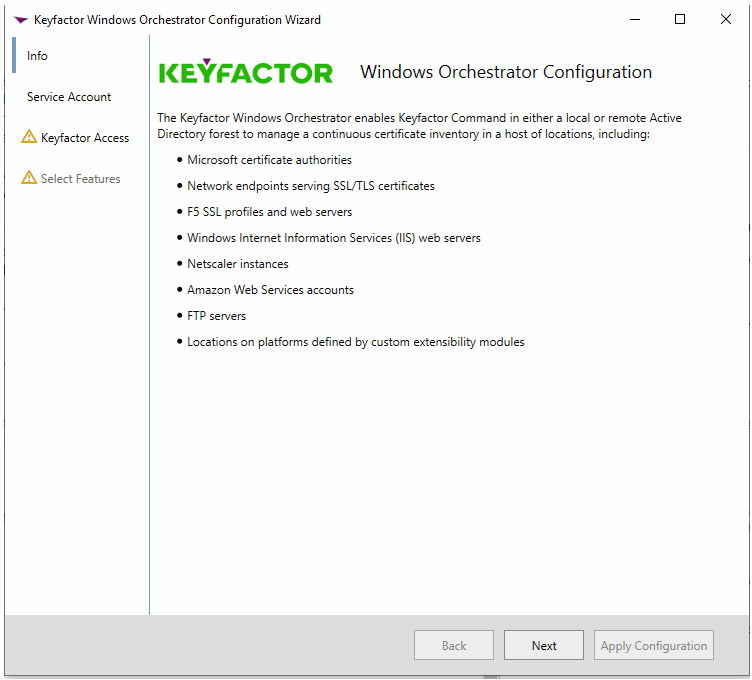 Keyfactor Windows Orchestrator Configuration Wizard
Info
Service Account
Keyfactor Access
Select Features
KEYFACTOR
Windows Orchestrator Configuration
The Keyfactor Windows Orchestrator enables Keyfactor Command in either a local or remote Active
Directory forest to manage a continuous certificate inventory in a host of locations, including:
• Microsoft certificate authorities
• Network endpoints serving SSL/TLS certificates
• F5 SSL profiles and web servers
• Windows Internet Information Services (IIS) web servers
• Netscaler instances
• Amazon Web Services accounts
• FTP servers
• Locations on platforms defined by custom extensibility modules
Back
Next
Apply Configuration